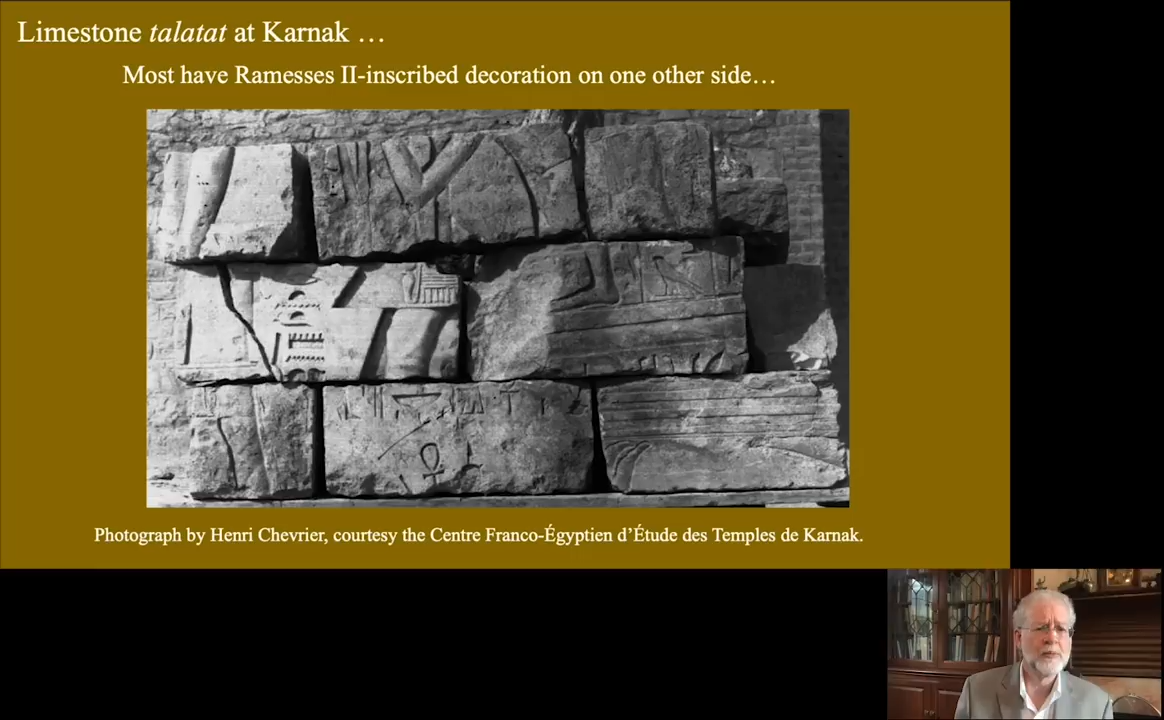 Limestone talatat at Karnak …
Most have Ramesses II-inscribed decoration on one other side…
Photograph by Henri Chevrier, courtesy the Centre Franco-Égyptien d’Étude des Temples de Karnak.